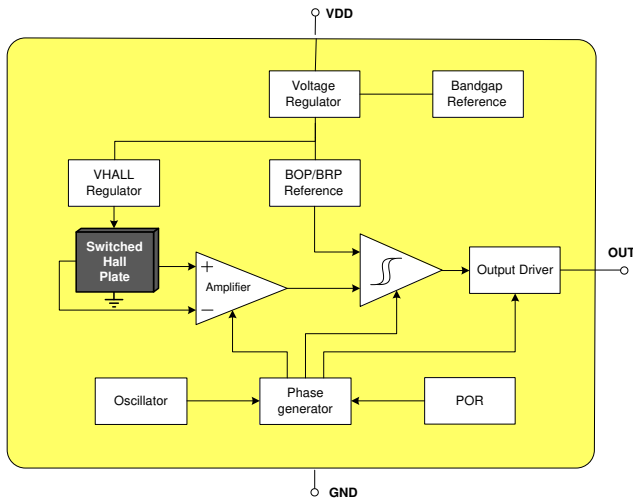 VDD
Voltage
Regulator
Bandgap
Reference
VHALL
Regulator
BOP/BRP
Reference
Switched
Hall
Plate
+
Amplifier
−
Output Driver
OUT
Oscillator
Phase
generator
POR
GND